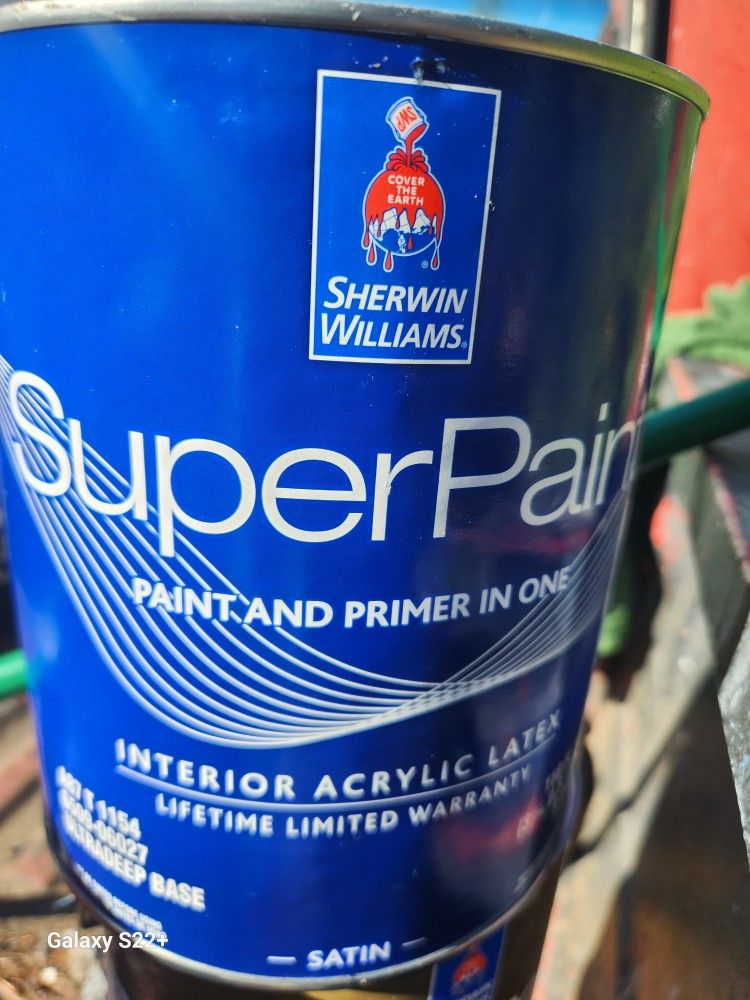 SWP
COVER
THE
EARTH
SHERWIN
WILLIAMS®
SuperPain
PAINT AND PRIMER IN ONE
INTERIOR ACRYLIC LATEX
LIFETIME LIMITED WARRANTY
A87 T 1154
6500-06027
ULTRADEEP BASE
— SATIN —
Galaxy S22+